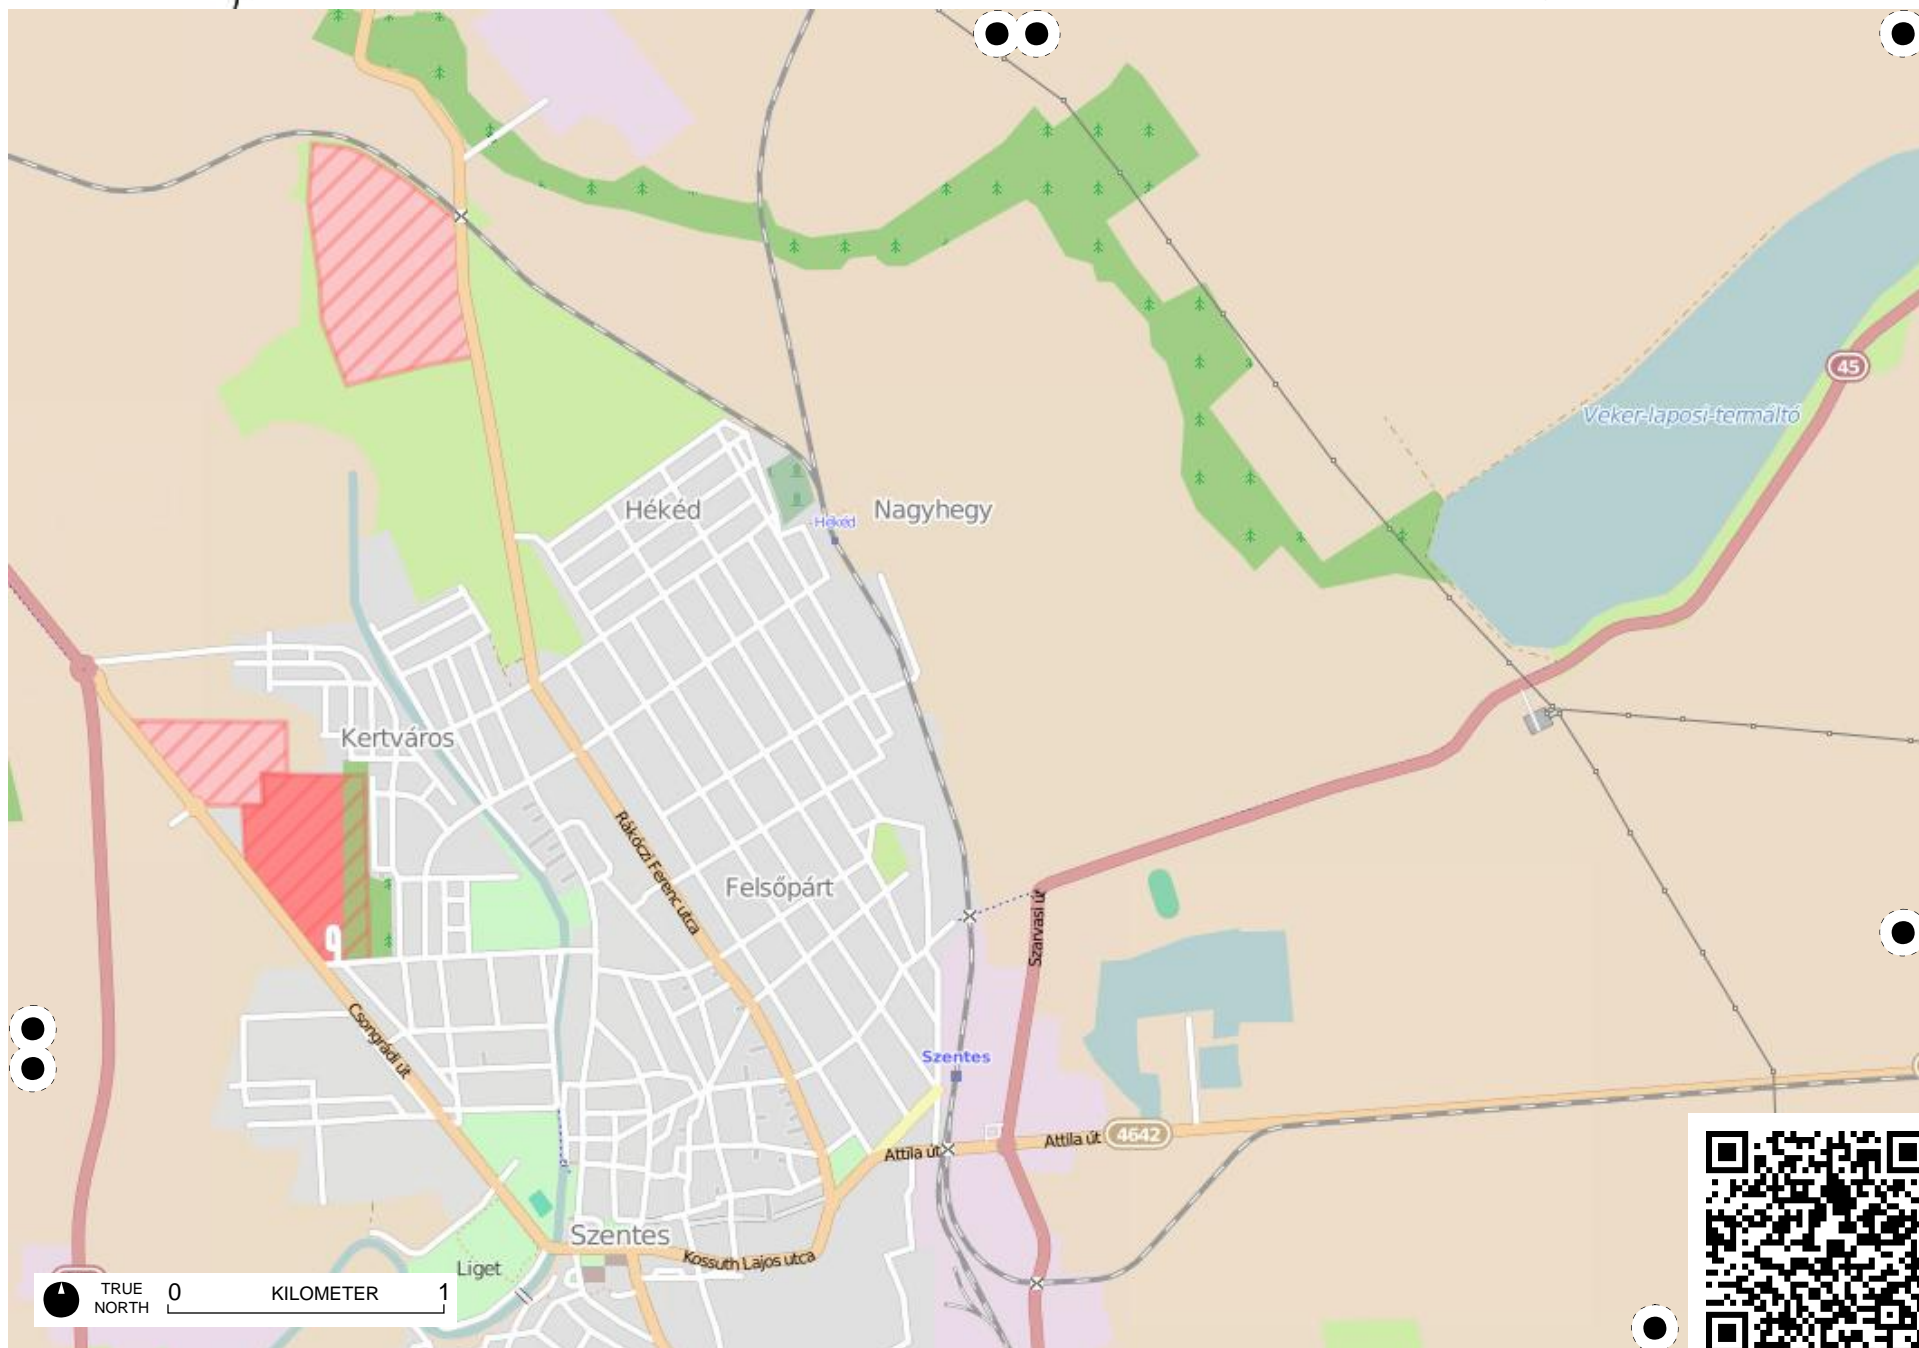 45
Veker-laposi-termáltó
Hékéd
Nagyhegy
Hékéd
Kertváros
Rákóczi Ferenc utca
Felsőpárt
Szarvasi út
Csongrádi út
Szentes
Attila út
Attila út
4642
Szentes
Kossuth Lajos utca
Liget
TRUE NORTH
0 KILOMETER 1